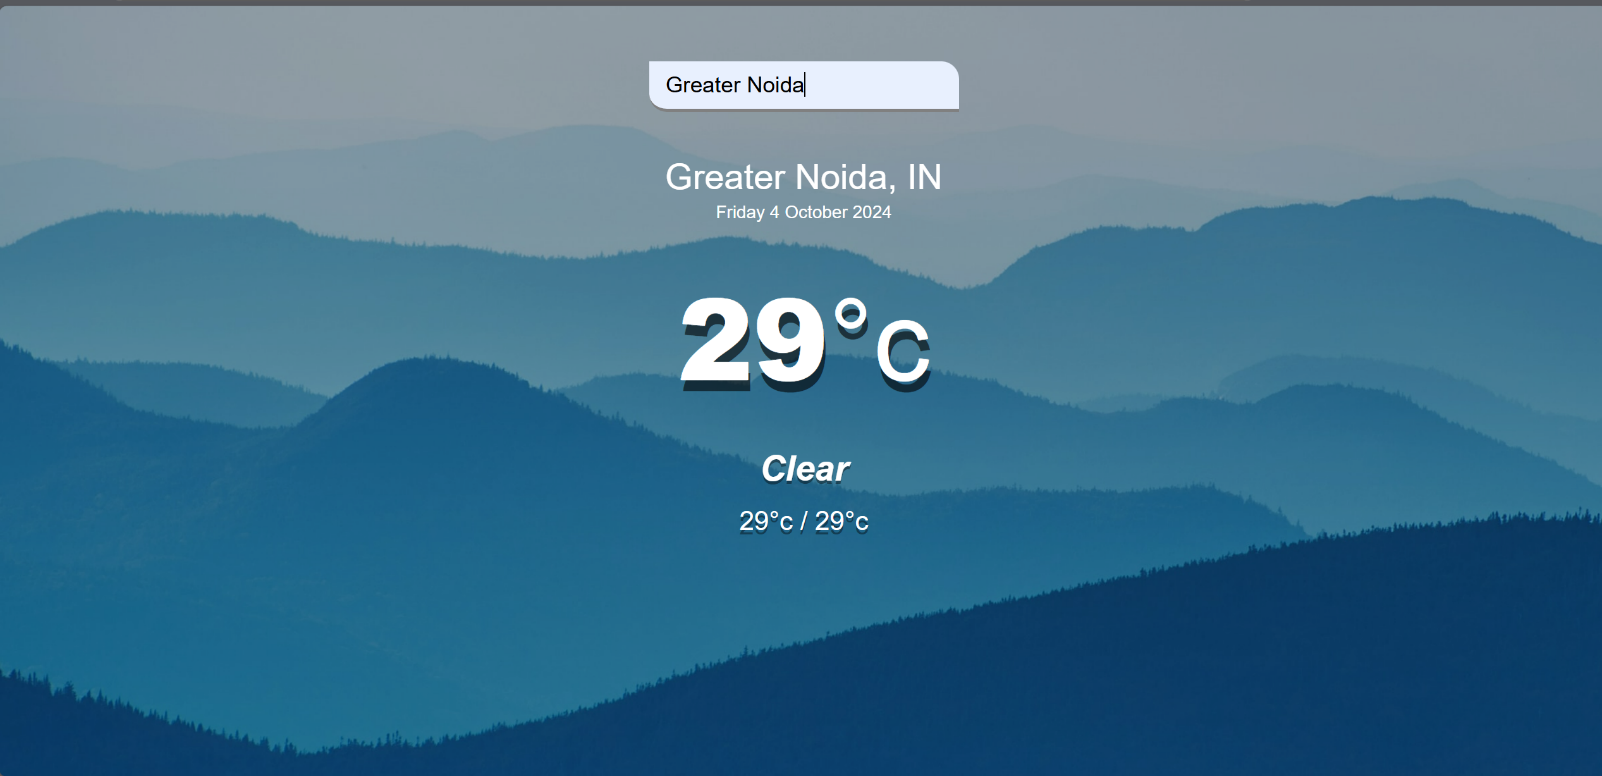 Greater Noida
Greater Noida, IN
Friday 4 October 2024
29°C
Clear
29°c / 29°c